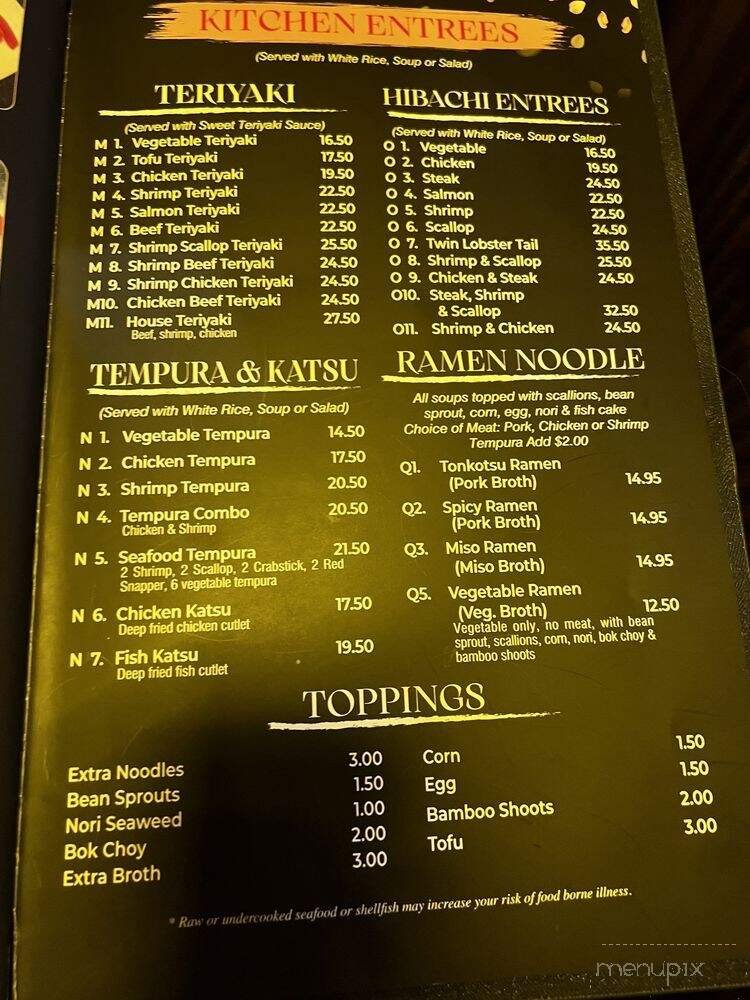 KITCHEN ENTREES
(Served with White Rice, Soup or Salad)
TERIYAKI
(Served with Sweet Teriyaki Sauce)
M 1. Vegetable Teriyaki 16.50
M 2. Tofu Teriyaki 17.50
M 3. Chicken Teriyaki 19.50
M 4. Shrimp Teriyaki 22.50
M 5. Salmon Teriyaki 22.50
M 6. Beef Teriyaki 22.50
M 7. Shrimp Scallop Teriyaki 25.50
M 8. Shrimp Beef Teriyaki 24.50
M 9. Shrimp Chicken Teriyaki 24.50
M10. Chicken Beef Teriyaki 24.50
M11. House Teriyaki 27.50
Beef, shrimp, chicken
HIBACHI ENTREES
(Served with White Rice, Soup or Salad)
O 1. Vegetable 16.50
O 2. Chicken 19.50
O 3. Steak 24.50
O 4. Salmon 22.50
O 5. Shrimp 22.50
O 6. Scallop 24.50
O 7. Twin Lobster Tail 35.50
O 8. Shrimp & Scallop 25.50
O 9. Chicken & Steak 24.50
O10. Steak, Shrimp
& Scallop 32.50
O11. Shrimp & Chicken 24.50
TEMPURA & KATSU
(Served with White Rice, Soup or Salad)
N 1. Vegetable Tempura 14.50
N 2. Chicken Tempura 17.50
N 3. Shrimp Tempura 20.50
N 4. Tempura Combo 20.50
Chicken & Shrimp
N 5. Seafood Tempura 21.50
2 Shrimp, 2 Scallop, 2 Crabstick, 2 Red
Snapper, 6 vegetable tempura
N 6. Chicken Katsu 17.50
Deep fried chicken cutlet
N 7. Fish Katsu 19.50
Deep fried fish cutlet
RAMEN NOODLE
All soups topped with scallions, bean
sprout, corn, egg, nori & fish cake
Choice of Meat: Pork, Chicken or Shrimp
Tempura Add $2.00
Q1. Tonkotsu Ramen
(Pork Broth) 14.95
Q2. Spicy Ramen
(Pork Broth) 14.95
Q3. Miso Ramen
(Miso Broth) 14.95
Q5. Vegetable Ramen
(Veg. Broth) 12.50
Vegetable only, no meat, with bean
sprout, scallions, corn, nori, bok choy &
bamboo shoots
TOPPINGS
Extra Noodles 3.00
Bean Sprouts 1.50
Nori Seaweed 1.00
Bok Choy 2.00
Extra Broth 3.00
Corn 1.50
Egg 1.50
Bamboo Shoots 2.00
Tofu 3.00
* Raw or undercooked seafood or shellfish may increase your risk of food borne illness.
menupix